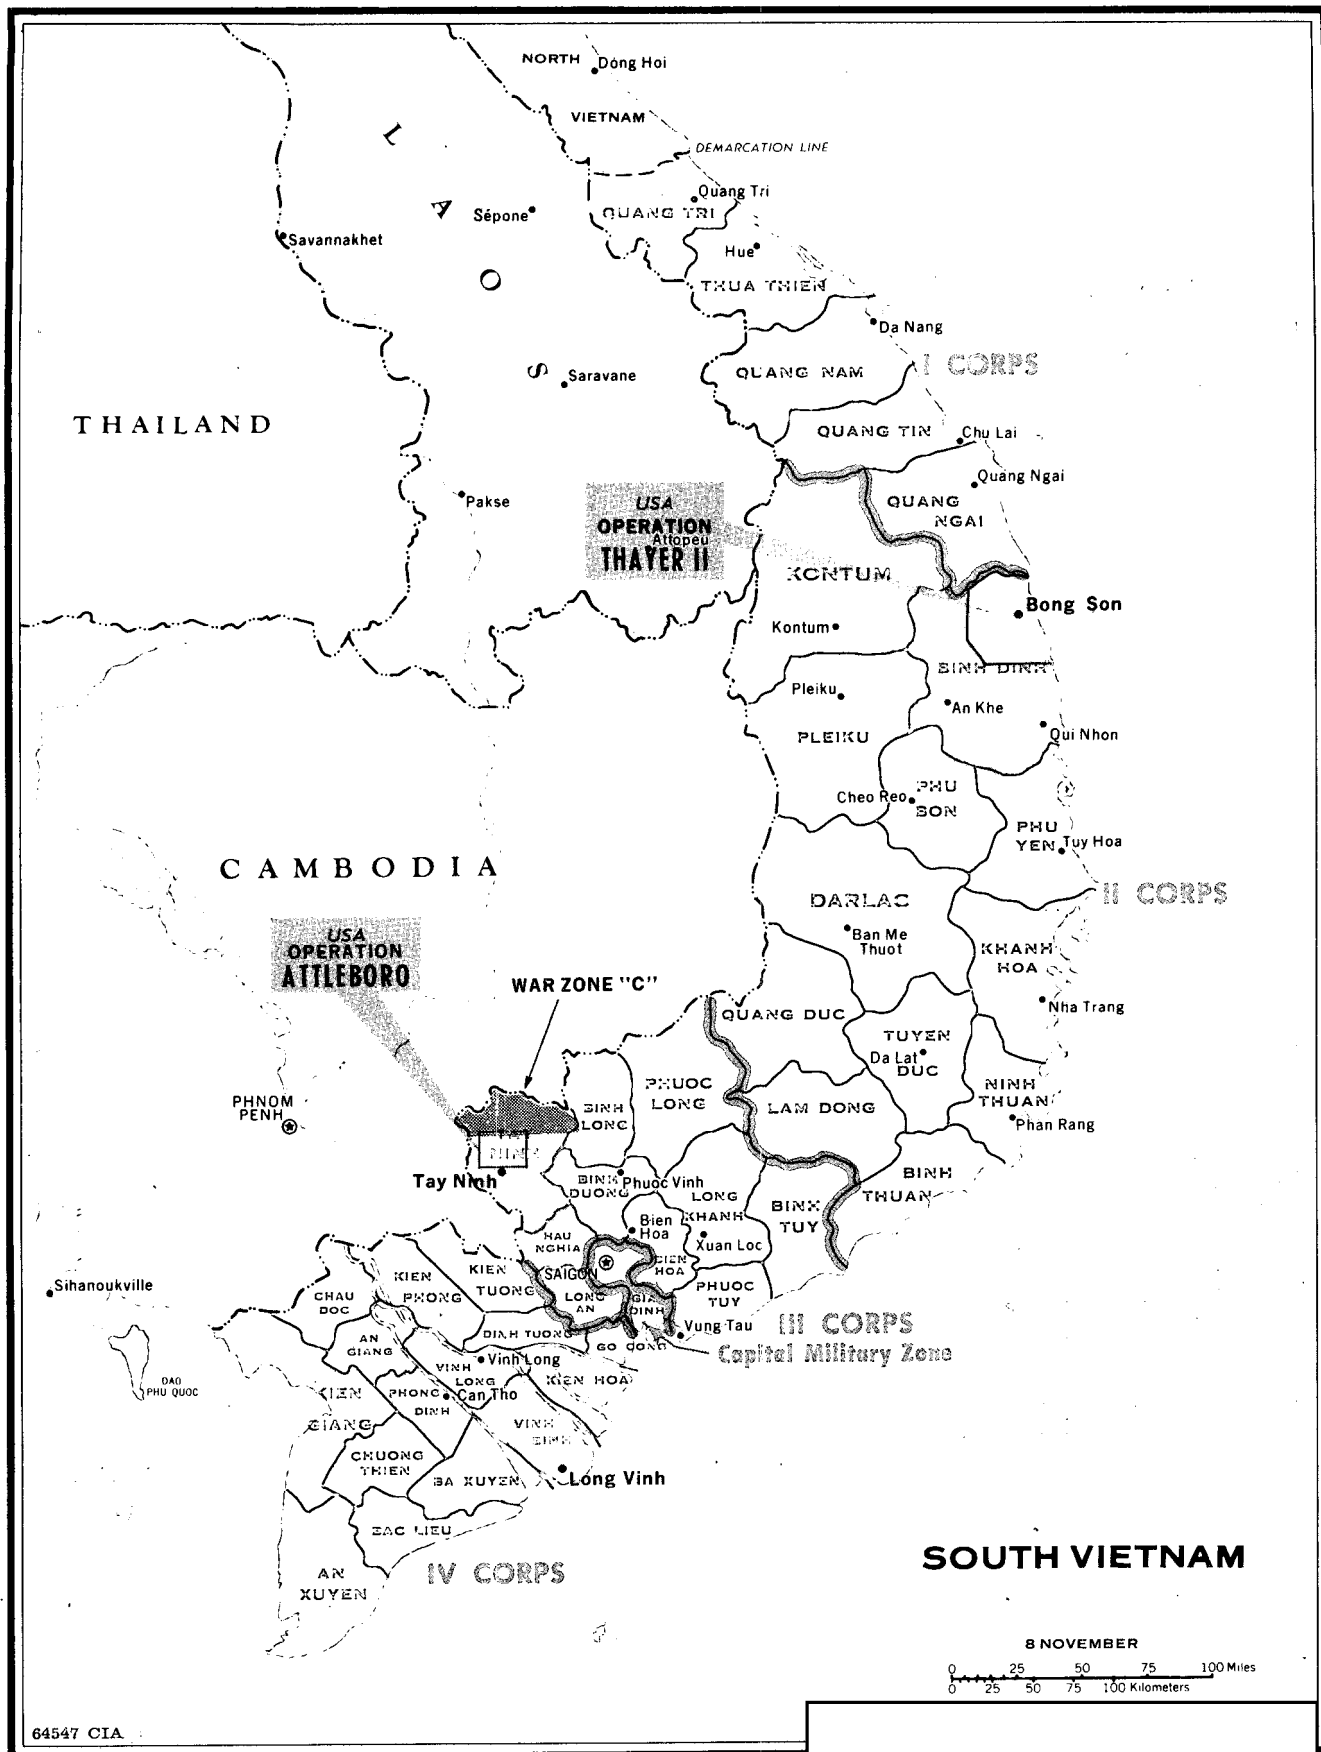 NORTH
Dong Hoi
VIETNAM
DEMARCATION LINE
L A O S
Quang Tri
QUANG TRI
Sépone
Savannakhet
Hue
THUA THIEN
Da Nang
I CORPS
QUANG NAM
Saravane
THAILAND
QUANG TIN
Chu Lai
Quang Ngai
QUANG
NGAI
Pakse
USA
OPERATION
Attopeu
THAYER II
KONTUM
Bong Son
Kontum
BINH DINH
Pleiku
An Khe
Qui Nhon
PLEIKU
Cheo Reo
PHU
BON
PHU
YEN
Tuy Hoa
CAMBODIA
DARLAC
II CORPS
Ban Me
Thuot
KHANH
HOA
USA
OPERATION
ATTLEBORO
WAR ZONE "C"
QUANG DUC
Nha Trang
TUYEN
Da Lat
DUC
PHUOC
LONG
NINH
THUAN
PHNOM
PENH
BINH
LONG
LAM DONG
Phan Rang
NINH
Tay Ninh
BINH
DUONG
Phuoc Vinh
LONG
KHANH
BINH
THUAN
BINH
TUY
Bien
Hoa
Xuan Loc
HAU
NGHIA
BIEN
HOA
SAIGON
KIEN
TUONG
KIEN
PHONG
PHUOC
TUY
Sihanoukville
CHAU
DOC
LONG
AN
GIA
DINH
Vung Tau
III CORPS
Capital Military Zone
AN
GIANG
DINH TUONG
GO CONG
VINH
LONG
Vinh Long
KIEN HOA
DAO
PHU QUOC
KIEN
GIANG
PHONG
DINH
Can Tho
VINH
BINH
CHUONG
THIEN
BA XUYEN
Long Vinh
BAC LIEU
AN
XUYEN
IV CORPS
SOUTH VIETNAM
8 NOVEMBER
0 25 50 75 100 Miles
0 25 50 75 100 Kilometers
64547 CIA